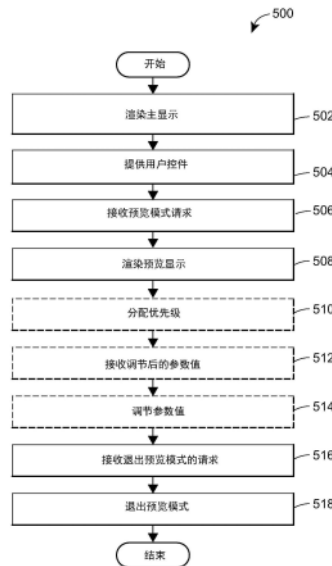 500
开始
渲染主显示
502
提供用户控件
504
接收预览模式请求
506
渲染预览显示
508
分配优先级
510
接收调节后的参数值
512
调节参数值
514
接收退出预览模式的请求
516
退出预览模式
518
结束